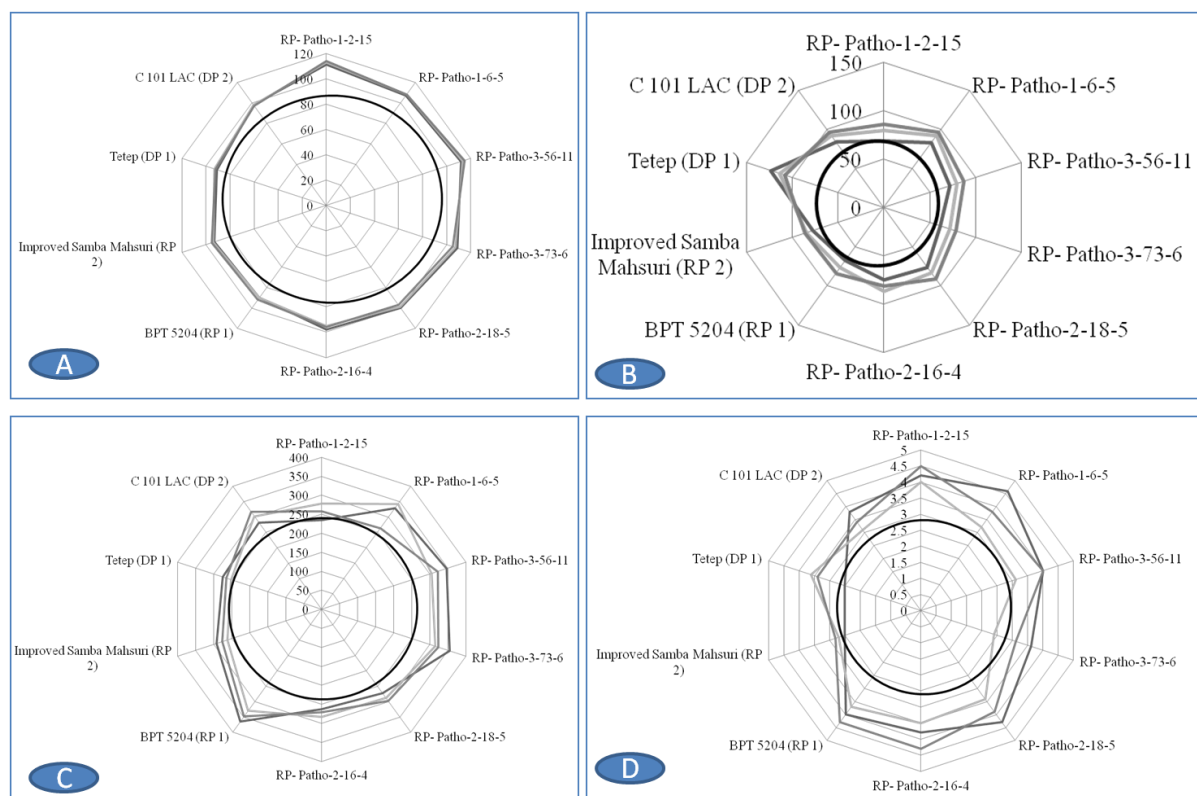 RP- Patho-1-2-15
120
C 101 LAC (DP 2)
RP- Patho-1-6-5
100
80
60
Tetep (DP 1)
RP- Patho-3-56-11
40
20
0
Improved Samba Mahsuri (RP
2)
RP- Patho-3-73-6
BPT 5204 (RP 1)
RP- Patho-2-18-5
RP- Patho-2-16-4
A
RP- Patho-1-2-15
150
C 101 LAC (DP 2)
RP- Patho-1-6-5
100
Tetep (DP 1)
RP- Patho-3-56-11
50
0
Improved Samba
Mahsuri (RP 2)
RP- Patho-3-73-6
BPT 5204 (RP 1)
RP- Patho-2-18-5
RP- Patho-2-16-4
B
RP- Patho-1-2-15
400
C 101 LAC (DP 2)
RP- Patho-1-6-5
350
300
250
200
Tetep (DP 1)
RP- Patho-3-56-11
150
100
50
0
Improved Samba Mahsuri (RP
2)
RP- Patho-3-73-6
BPT 5204 (RP 1)
RP- Patho-2-18-5
RP- Patho-2-16-4
C
RP- Patho-1-2-15
5
C 101 LAC (DP 2)
RP- Patho-1-6-5
4.5
4
3.5
3
2.5
Tetep (DP 1)
RP- Patho-3-56-11
2
1.5
1
0.5
0
Improved Samba Mahsuri (RP
2)
RP- Patho-3-73-6
BPT 5204 (RP 1)
RP- Patho-2-18-5
RP- Patho-2-16-4
D